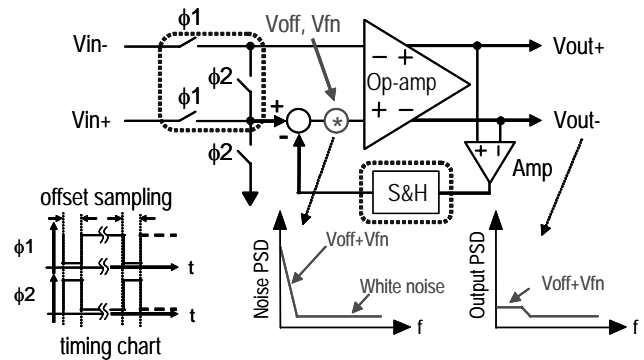 ϕ1
Voff, Vfn
Vin-
Vout+
ϕ2
Op-amp
ϕ1
Vin+
Vout-
ϕ2
Amp
S&H
offset sampling
ϕ1
t
ϕ2
t
timing chart
Noise PSD
Voff+Vfn
White noise
f
Output PSD
Voff+Vfn
f